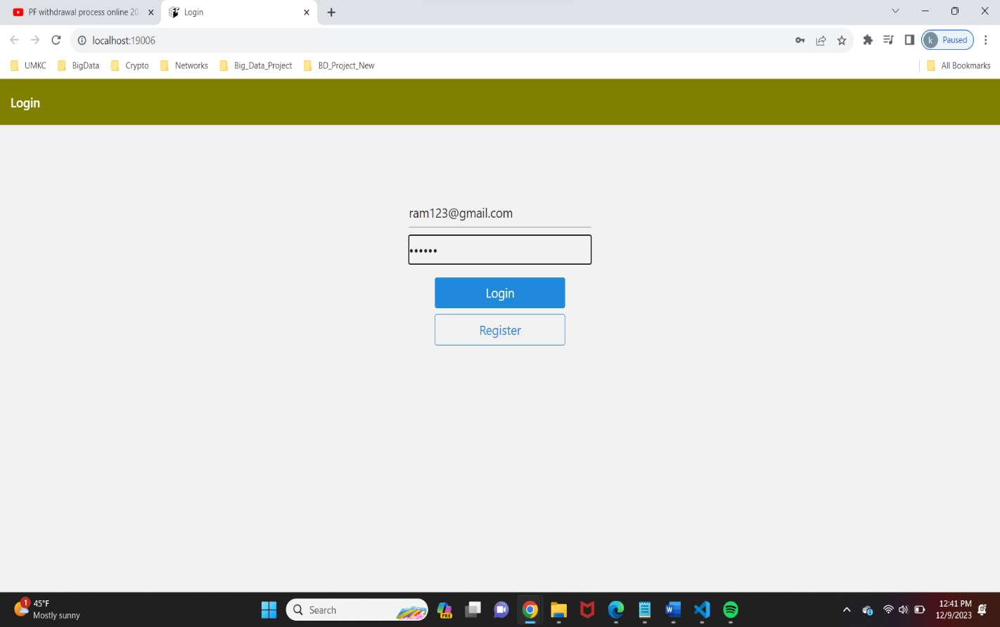 PF withdrawal process online 20
Login
localhost:19006
k Paused
UMKC BigData Crypto Networks Big_Data_Project BD_Project_New All Bookmarks
Login
ram123@gmail.com
••••••
Login
Register
1 45°F
Mostly sunny
Search
PRE
12:41 PM
12/9/2023